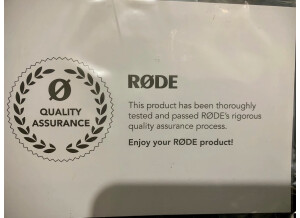 Ø
QUALITY
ASSURANCE
RØDE
This product has been thoroughly
tested and passed RØDE's rigorous
quality assurance process.
Enjoy your RØDE product!